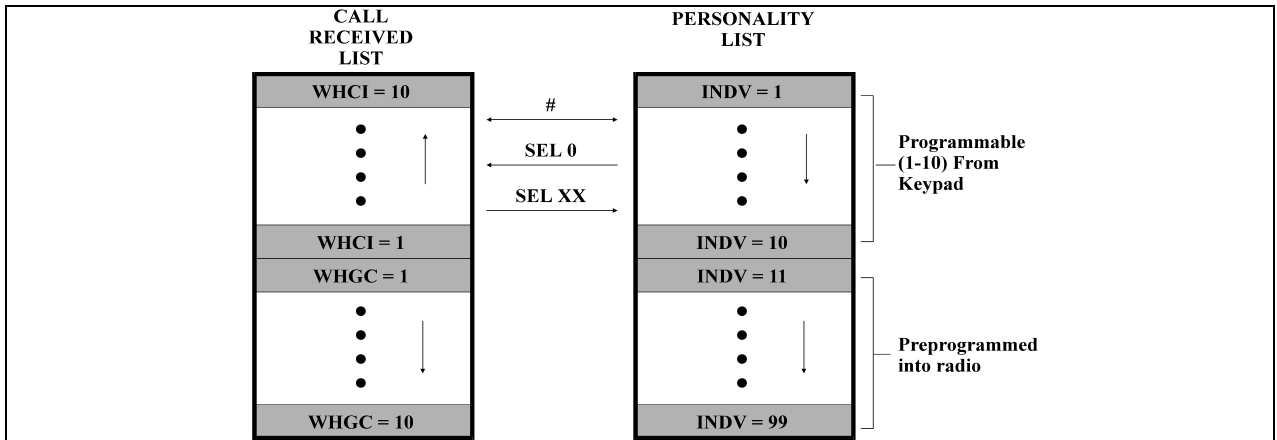 CALL
RECEIVED
LIST
WHCI = 10
WHCI = 1
WHGC = 1
WHGC = 10
#
SEL 0
SEL XX
PERSONALITY
LIST
INDV = 1
INDV = 10
INDV = 11
INDV = 99
Programmable
(1-10) From
Keypad
Preprogrammed
into radio